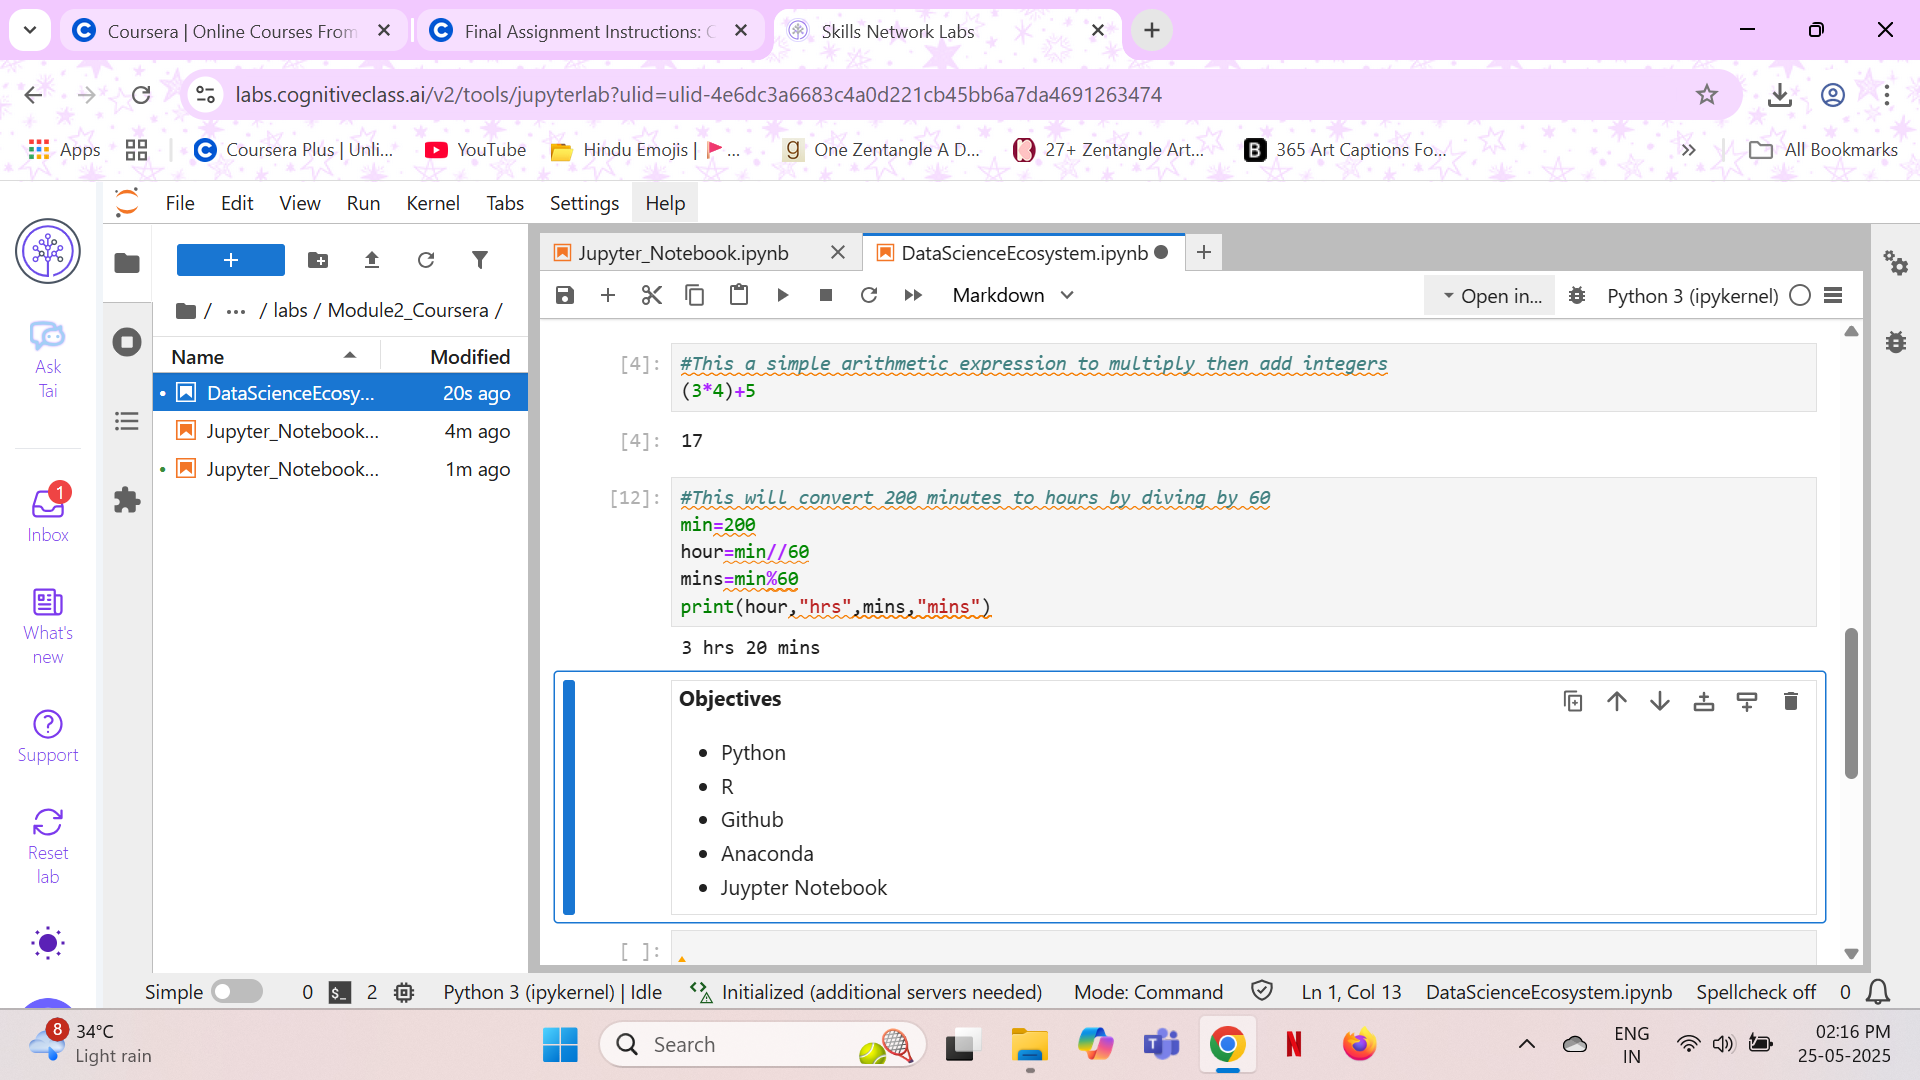 Coursera | Online Courses From
Final Assignment Instructions: C
Skills Network Labs
labs.cognitiveclass.ai/v2/tools/jupyterlab?ulid=ulid-4e6dc3a6683c4a0d221cb45bb6a7da4691263474
Apps
Coursera Plus | Unli...
YouTube
Hindu Emojis | 🚩 ...
g One Zentangle A D...
27+ Zentangle Art...
B 365 Art Captions Fo...
All Bookmarks
File Edit View Run Kernel Tabs Settings Help
Ask
Tai
1
Inbox
What's
new
Support
Reset
lab
/ ... / labs / Module2_Coursera /
Name Modified
DataScienceEcosy... 20s ago
Jupyter_Notebook... 4m ago
Jupyter_Notebook... 1m ago
Jupyter_Notebook.ipynb
DataScienceEcosystem.ipynb
Markdown
Open in...
Python 3 (ipykernel)
[4]: #This a simple arithmetic expression to multiply then add integers
(3*4)+5
[4]: 17
[12]: #This will convert 200 minutes to hours by diving by 60
min=200
hour=min//60
mins=min%60
print(hour,"hrs",mins,"mins")
3 hrs 20 mins
Objectives
• Python
• R
• Github
• Anaconda
• Juypter Notebook
[ ]:
Simple 0 $_ 2 Python 3 (ipykernel) | Idle Initialized (additional servers needed) Mode: Command Ln 1, Col 13 DataScienceEcosystem.ipynb Spellcheck off 0
8
34°C
Light rain
Search
N
ENG
IN
02:16 PM
25-05-2025